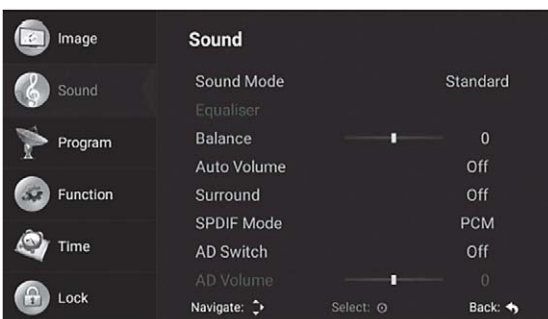 Image
Sound
Program
Function
Time
Lock
Sound
Sound Mode Standard
Equaliser
Balance 0
Auto Volume Off
Surround Off
SPDIF Mode PCM
AD Switch Off
AD Volume 0
Navigate: Select: Back: